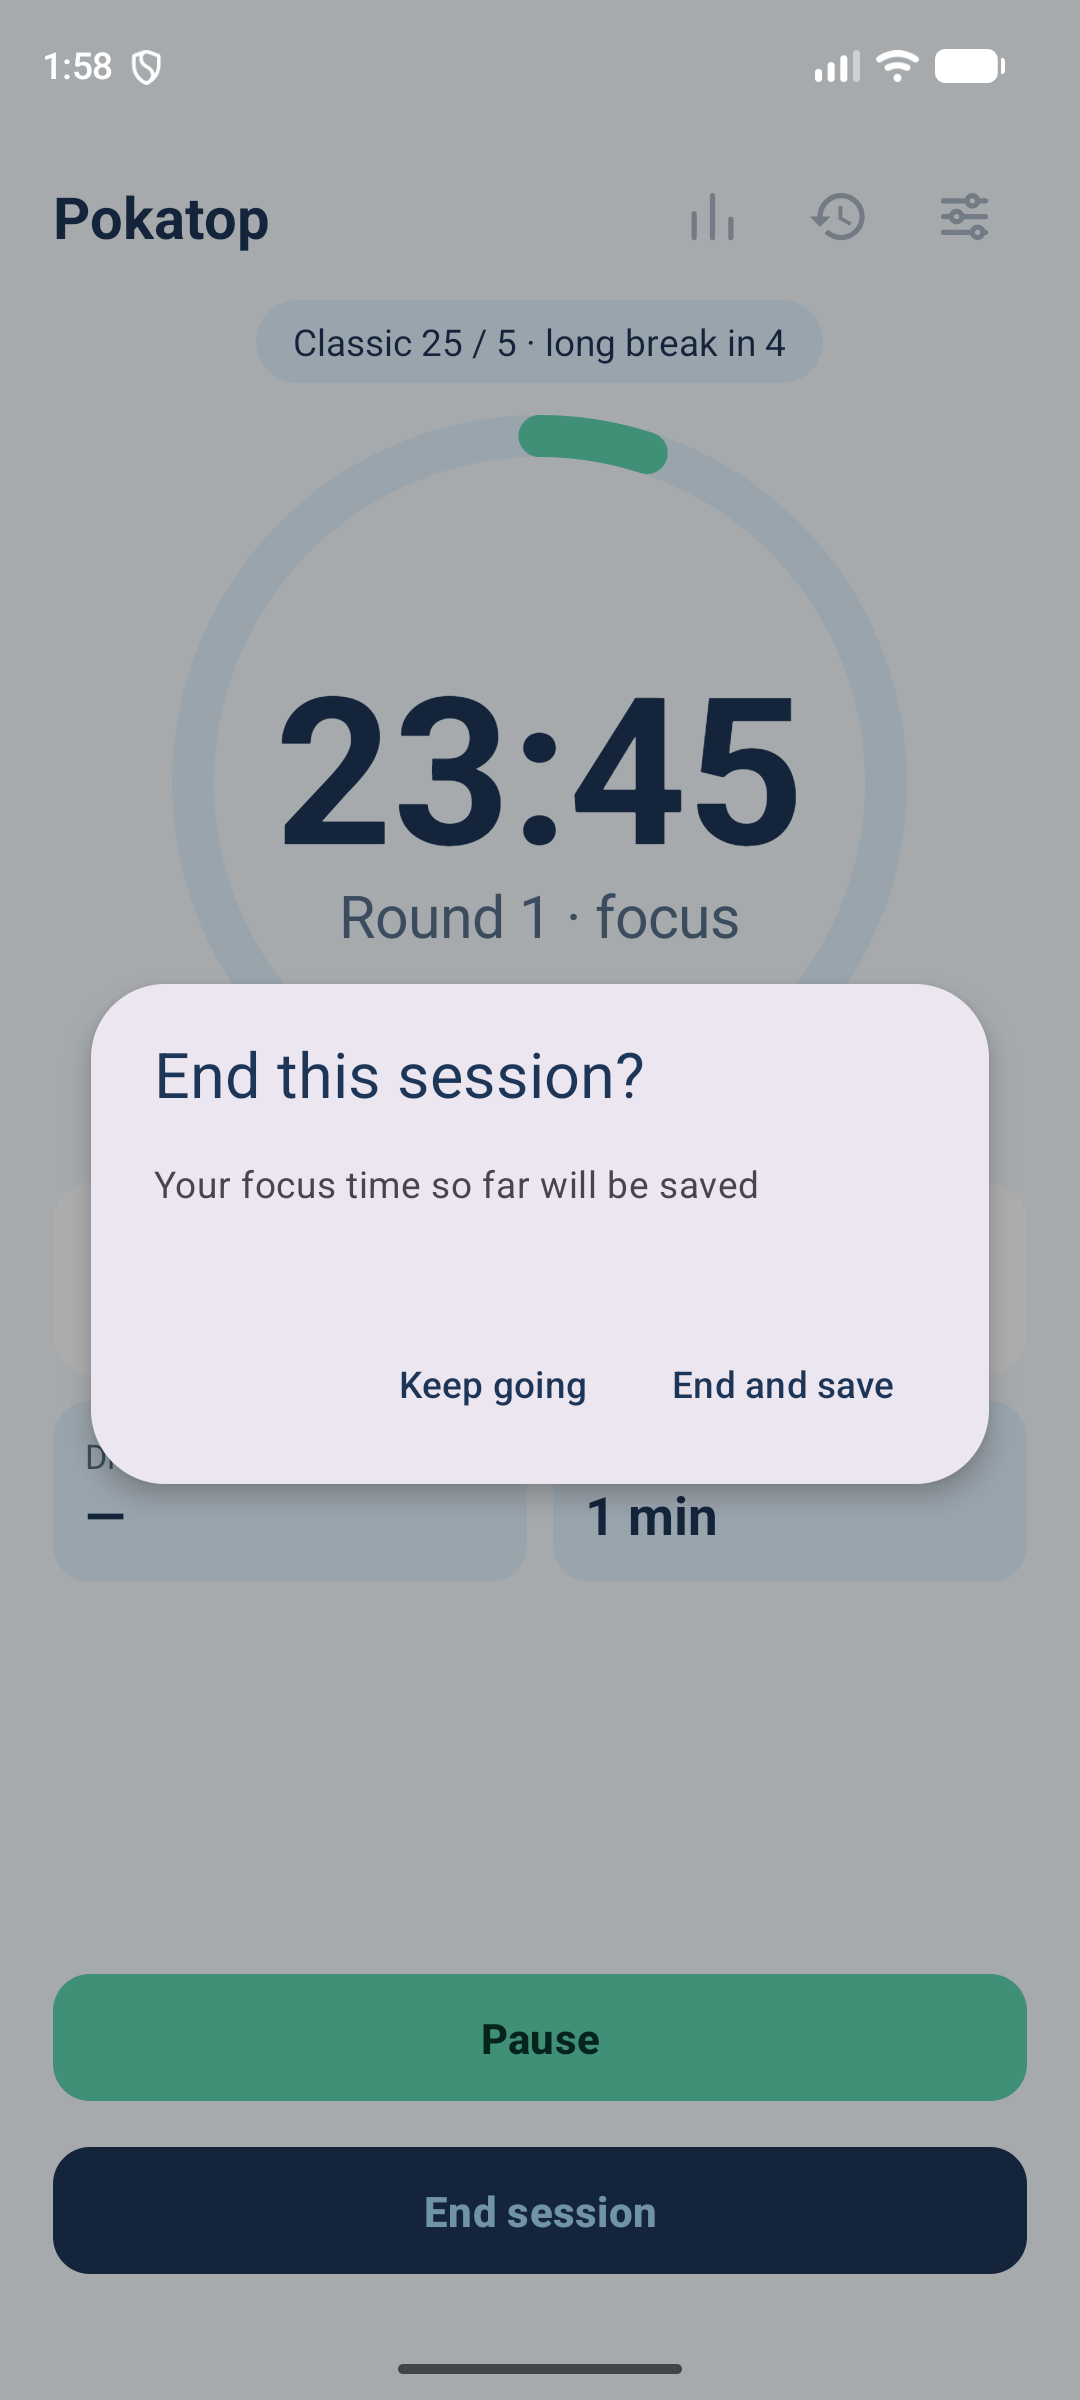 1:58
Pokatop
Classic 25 / 5 · long break in 4
23:45
Round 1 · focus
End this session?
Your focus time so far will be saved
Keep going End and save
—
1 min
Pause
End session